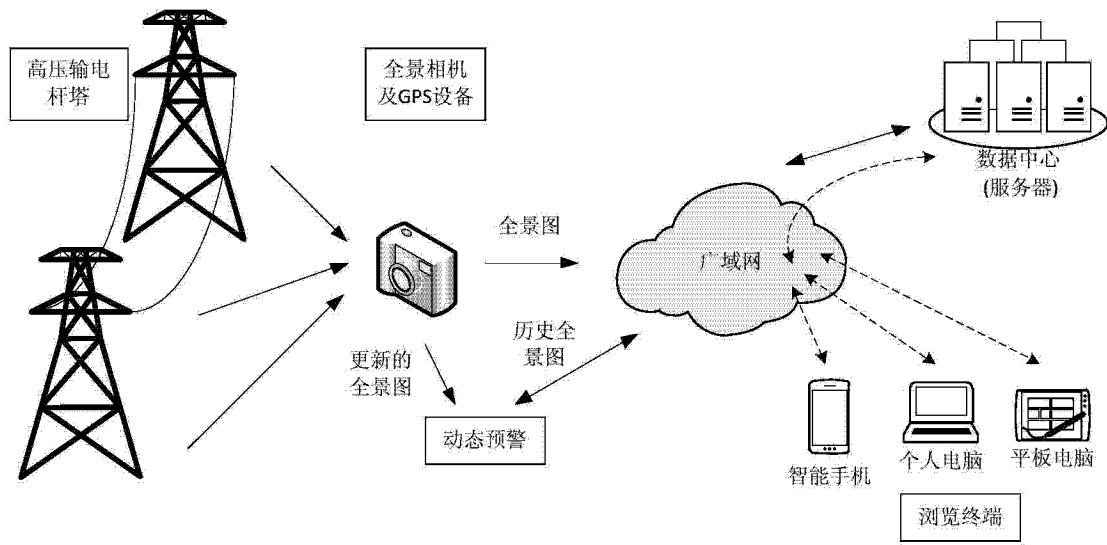 高压输电
杆塔
全景相机
及GPS设备
数据中心
(服务器)
全景图
广域网
历史全
景图
更新的
全景图
动态预警
智能手机
个人电脑
平板电脑
浏览终端